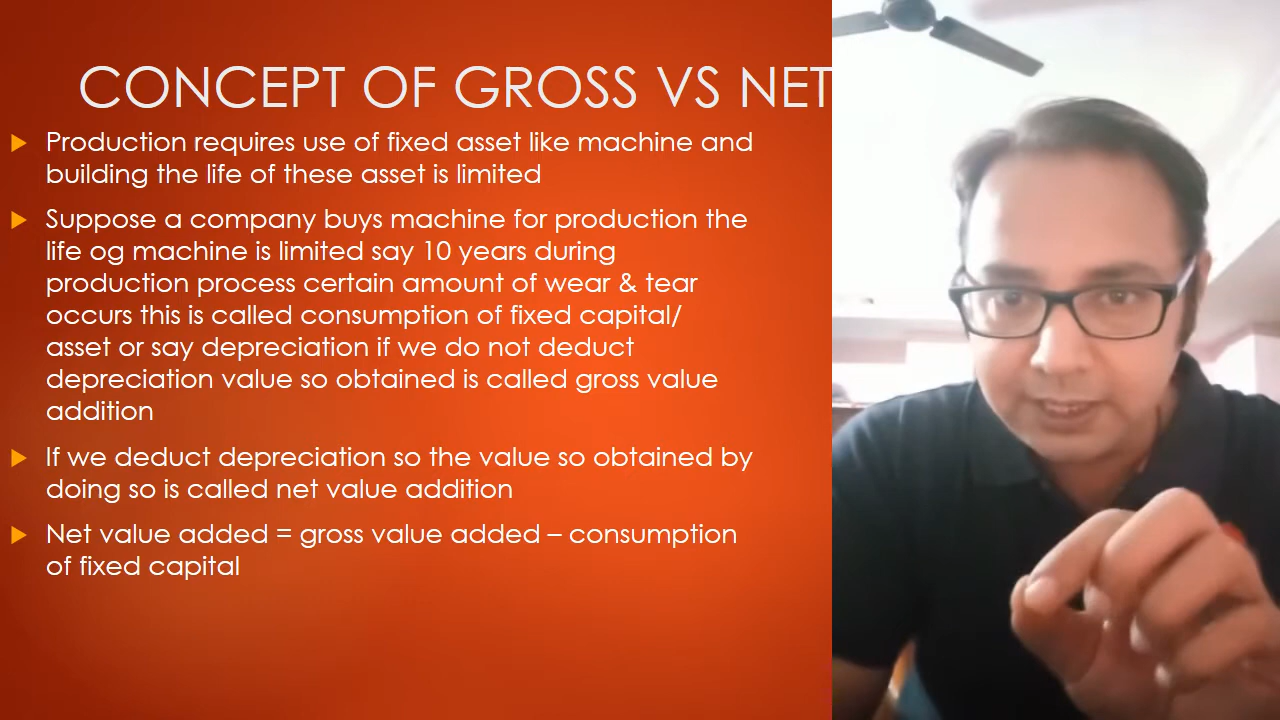 CONCEPT OF GROSS VS NET
Production requires use of fixed asset like machine and
building the life of these asset is limited
Suppose a company buys machine for production the
life og machine is limited say 10 years during
production process certain amount of wear & tear
occurs this is called consumption of fixed capital/
asset or say depreciation if we do not deduct
depreciation value so obtained is called gross value
addition
If we deduct depreciation so the value so obtained by
doing so is called net value addition
Net value added = gross value added – consumption
of fixed capital